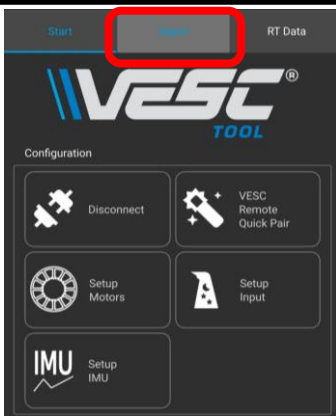 Start
RT Data
VESC®
TOOL
Configuration
Disconnect
VESC
Remote
Quick Pair
Setup
Motors
Setup
Input
IMU
Setup
IMU